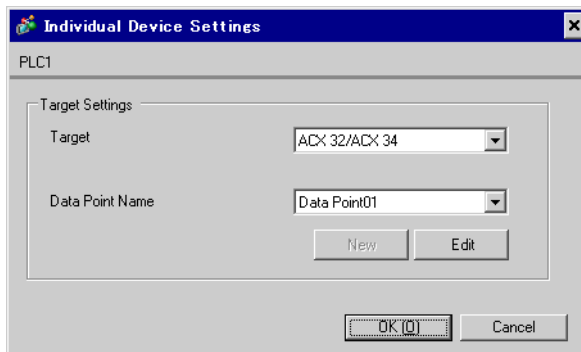 Individual Device Settings
PLC1
Target Settings
Target
ACX 32/ACX 34
Data Point Name
Data Point01
New
Edit
OK (O)
Cancel